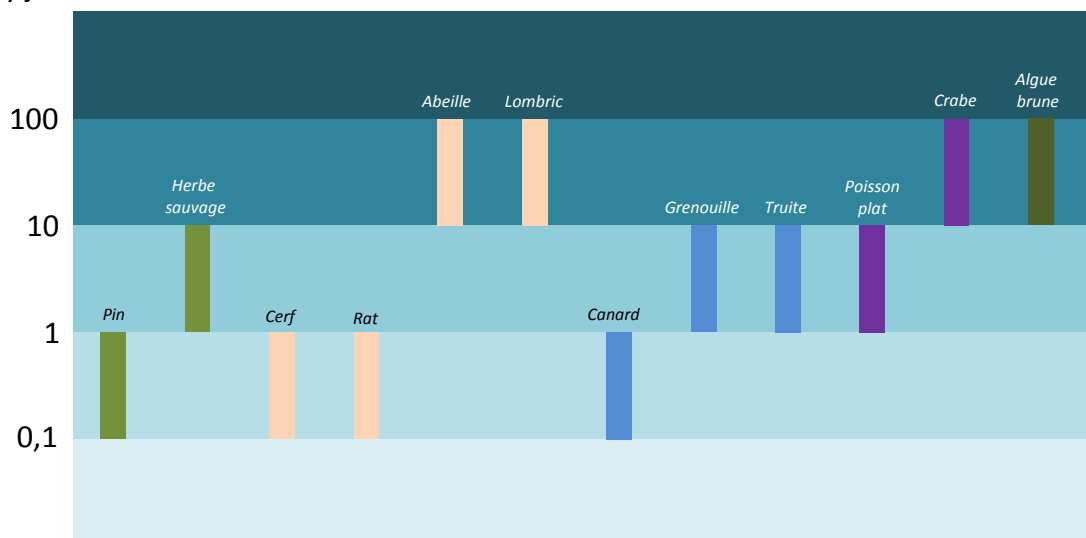 Algue
brune
Abeille
Lombric
Crabe
100
Herbe
sauvage
Poisson
plat
Grenouille
Truite
10
Pin
Cerf
Rat
Canard
1
0,1